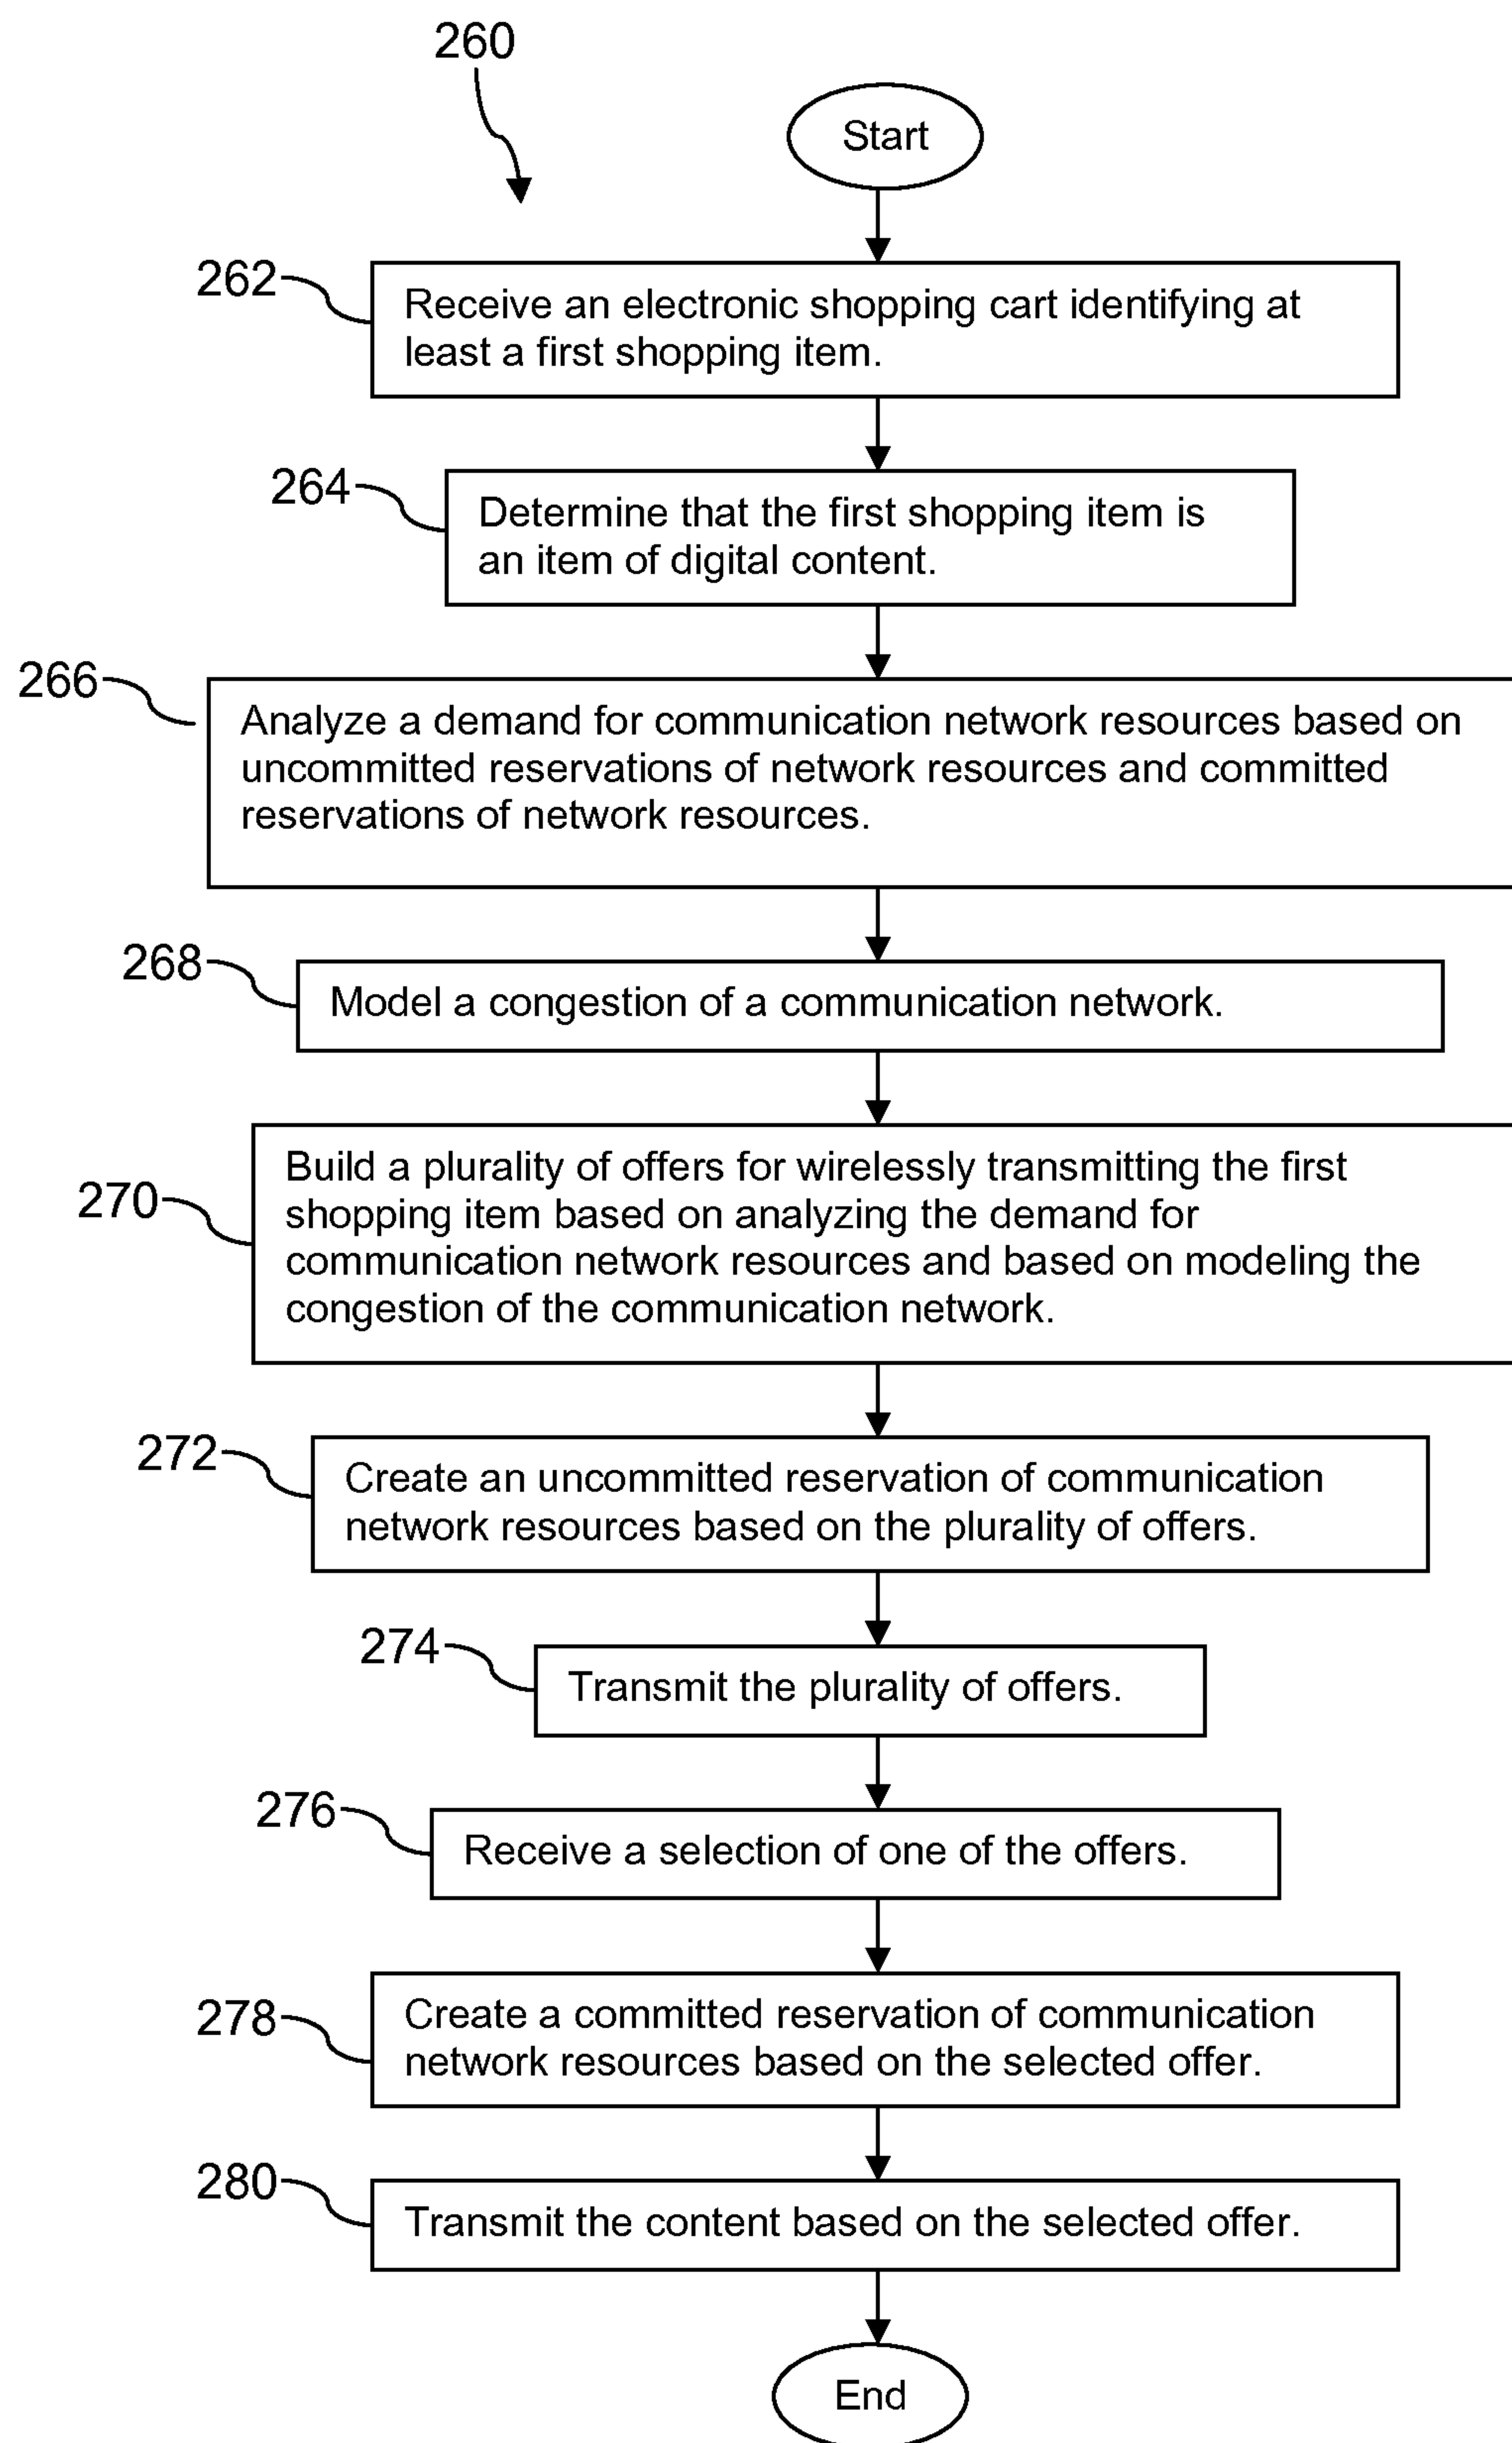 260
Start
262
Receive an electronic shopping cart identifying at
least a first shopping item.
264
Determine that the first shopping item is
an item of digital content.
266
Analyze a demand for communication network resources based on
uncommitted reservations of network resources and committed
reservations of network resources.
268
Model a congestion of a communication network.
270
Build a plurality of offers for wirelessly transmitting the first
shopping item based on analyzing the demand for
communication network resources and based on modeling the
congestion of the communication network.
272
Create an uncommitted reservation of communication
network resources based on the plurality of offers.
274
Transmit the plurality of offers.
276
Receive a selection of one of the offers.
278
Create a committed reservation of communication
network resources based on the selected offer.
280
Transmit the content based on the selected offer.
End